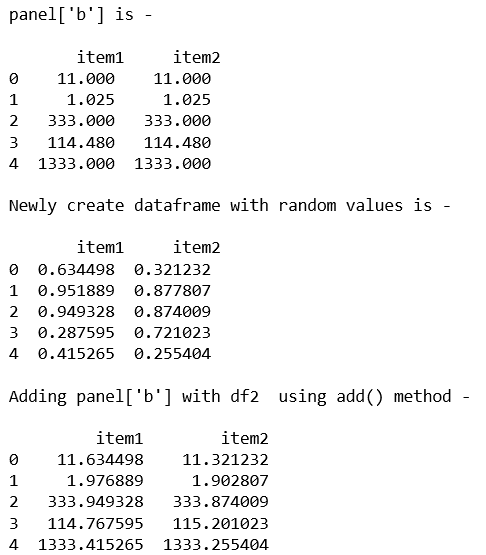 panel['b'] is -
item1 item2
0 11.000 11.000
1 1.025 1.025
2 333.000 333.000
3 114.480 114.480
4 1333.000 1333.000
Newly create dataframe with random values is -
item1 item2
0 0.634498 0.321232
1 0.951889 0.877807
2 0.949328 0.874009
3 0.287595 0.721023
4 0.415265 0.255404
Adding panel['b'] with df2  using add() method -
item1 item2
0 11.634498 11.321232
1 1.976889 1.902807
2 333.949328 333.874009
3 114.767595 115.201023
4 1333.415265 1333.255404